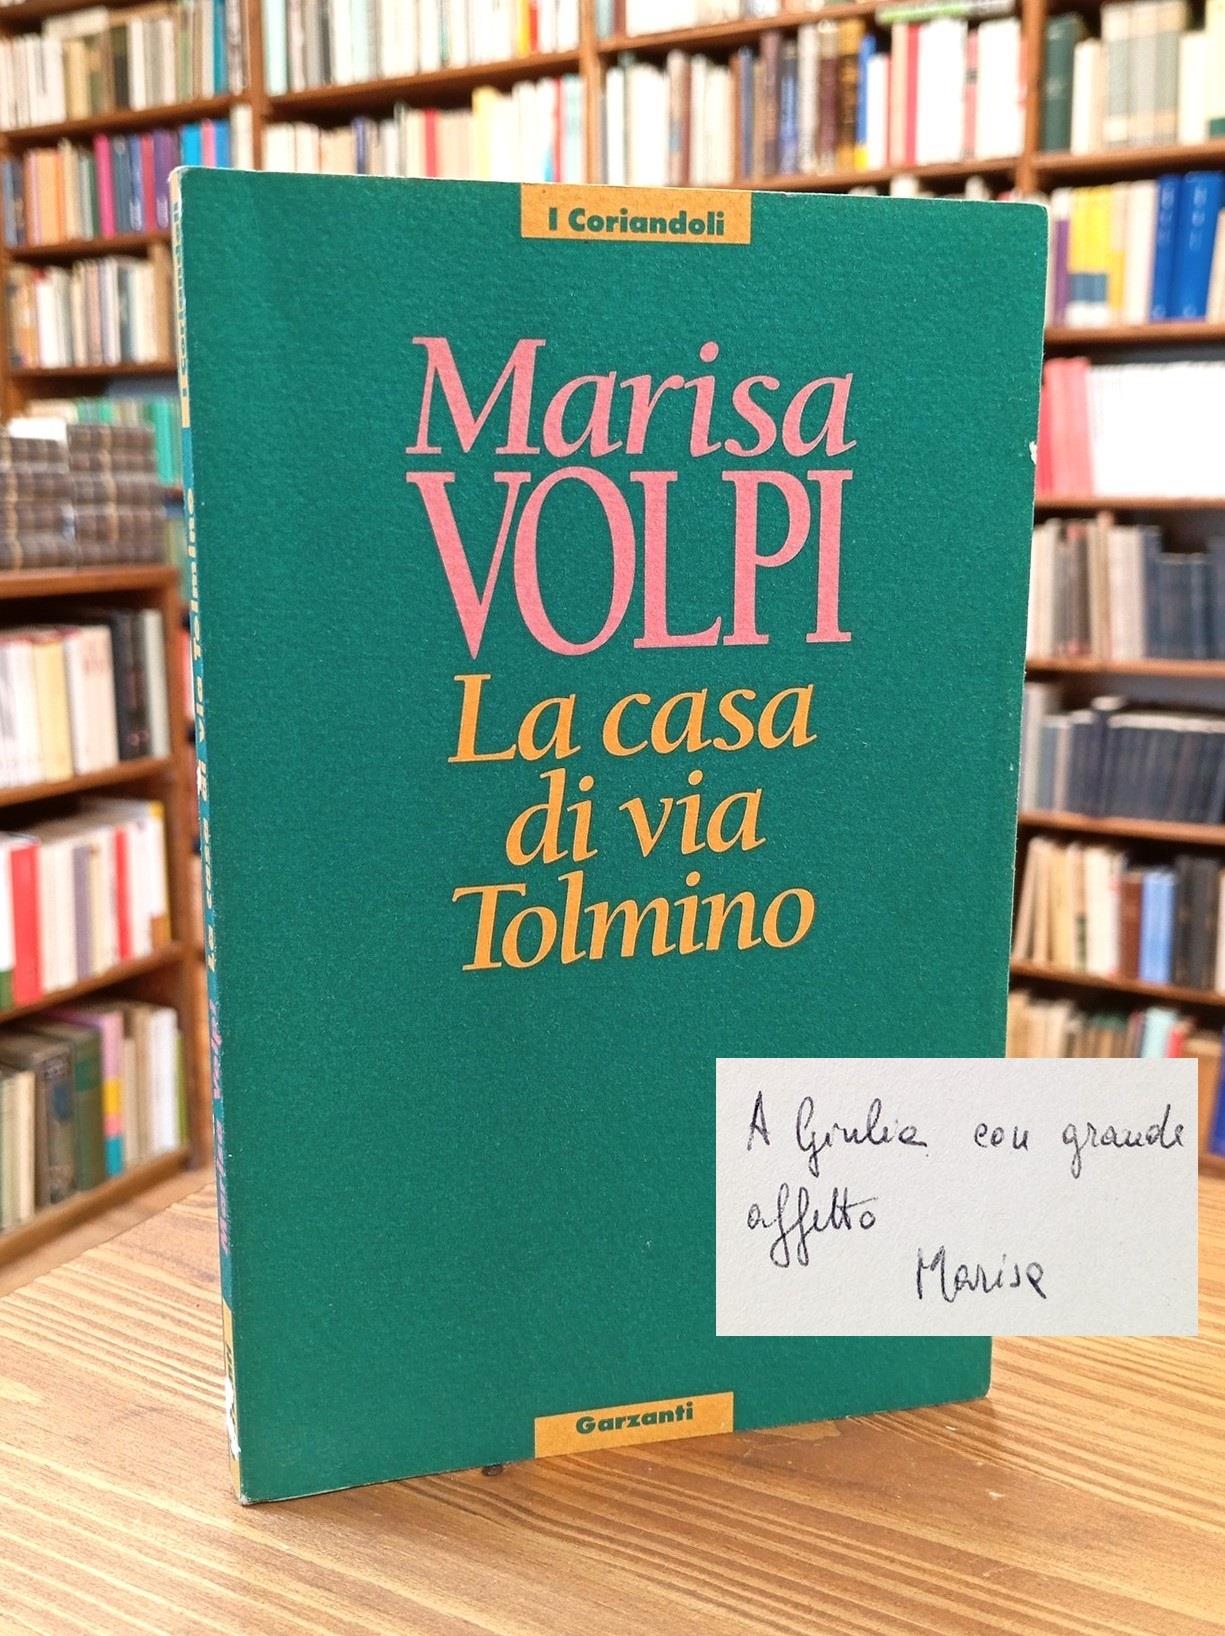 I Coriandoli
Marisa
VOLPI
La casa
di via
Tolmino
A Giulia con grande
affetto
Marisa
Garzanti